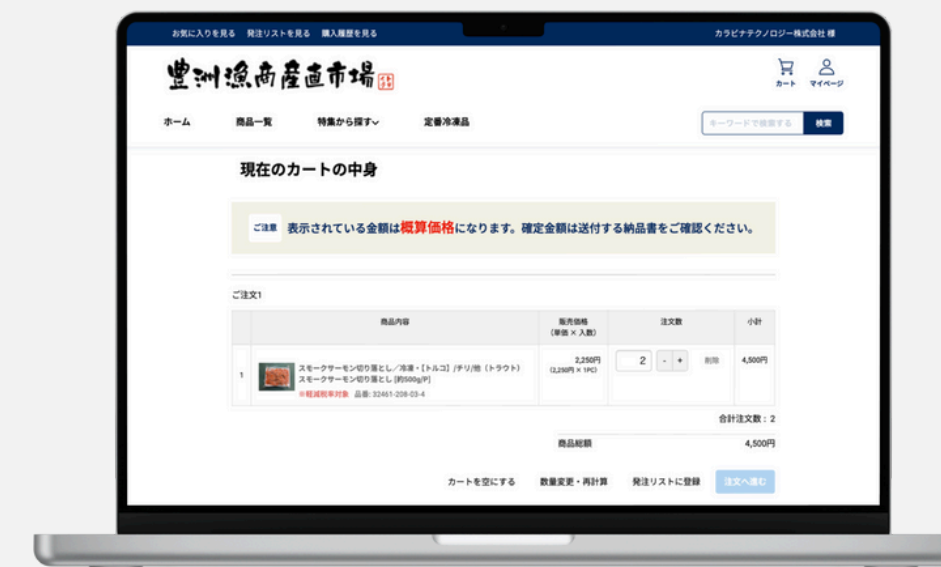 お気に入りを見る 発注リストを見る 購入履歴を見る カラビナテクノロジー株式会社 様
豊洲漁商産直市場
カート マイページ
ホーム 商品一覧 特集から探す 定番冷凍品 キーワードで検索する 検索
現在のカートの中身
ご注意 表示されている金額は概算価格になります。確定金額は送付する納品書をご確認ください。
ご注文1
商品内容 販売価格 注文数 小計
(単価 × 入数)
1 スモークサーモン切り落とし／冷凍・【トルコ】/チリ/他（トラウト） 2,250円 2 - + 削除 4,500円
スモークサーモン切り落とし [約500g/P] (2,250円 × 1PC)
※軽減税率対象 品番: 32461-208-03-4
合計注文数 : 2
商品総額 4,500円
カートを空にする 数量変更・再計算 発注リストに登録 注文へ進む